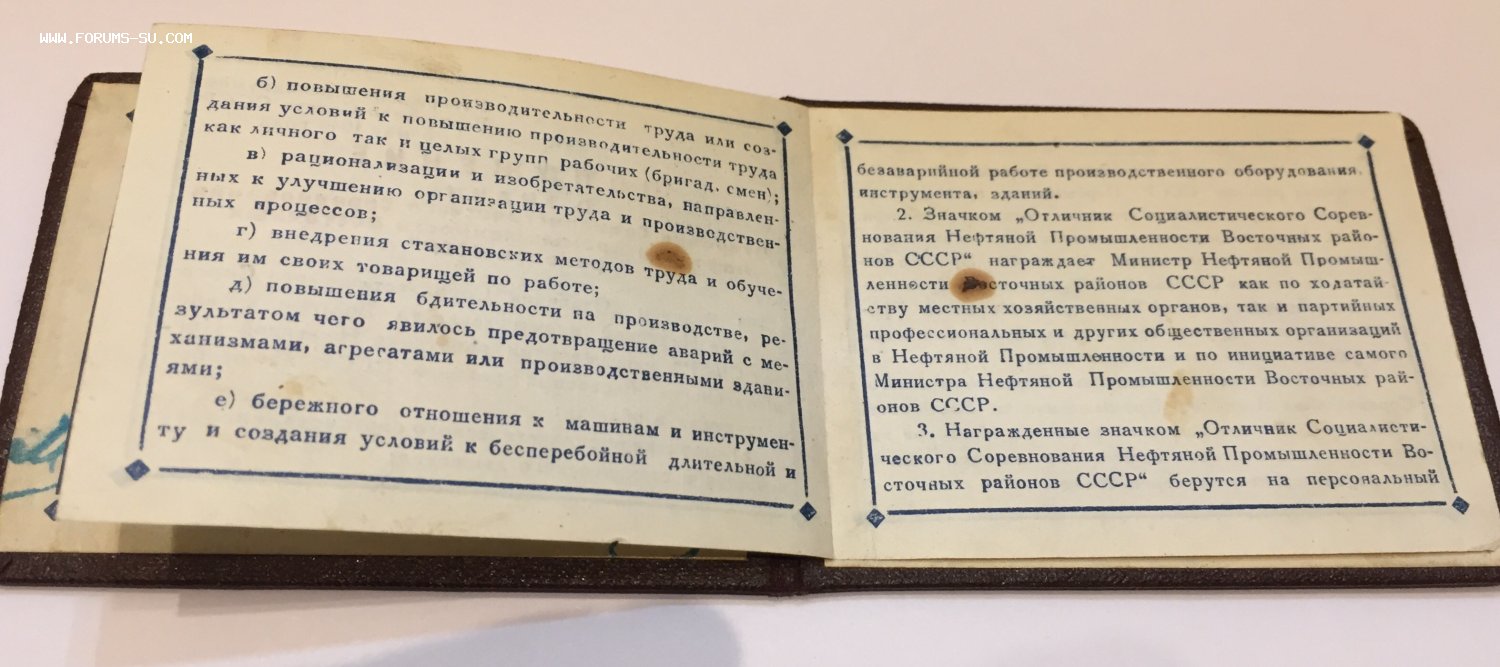 WWW.FORUMS-SU.COM
б) повышения производительности труда или соз-
дания условий к повышению производительности труда
как личного так и целых групп рабочих (бригад, смен);
в) рационализации и изобретательства, направлен-
ных к улучшению организации труда и производствен-
ных процессов;
г) внедрения стахановских методов труда и обуче-
ния им своих товарищей по работе;
д) повышения бдительности на производстве, ре-
зультатом чего явилось предотвращение аварий с ме-
ханизмами, агрегатами или производственными здани-
ями;
е) бережного отношения к машинам и инструмен-
ту и создания условий к бесперебойной длительной и
безаварийной работе производственного оборудования,
инструмента, зданий.
2. Значком „Отличник Социалистического Сорев-
нования Нефтяной Промышленности Восточных райо-
нов СССР“ награждает Министр Нефтяной Промыш-
ленности Восточных районов СССР как по ходатай-
ству местных хозяйственных органов, так и партийных
профессиональных и других общественных организаций
в Нефтяной Промышленности и по инициативе самого
Министра Нефтяной Промышленности Восточных рай-
онов СССР.
3. Награжденные значком „Отличник Социалисти-
ческого Соревнования Нефтяной Промышленности Во-
сточных районов СССР“ берутся на персональный